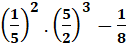 (1/5)² . (5/2)³ − 1/8